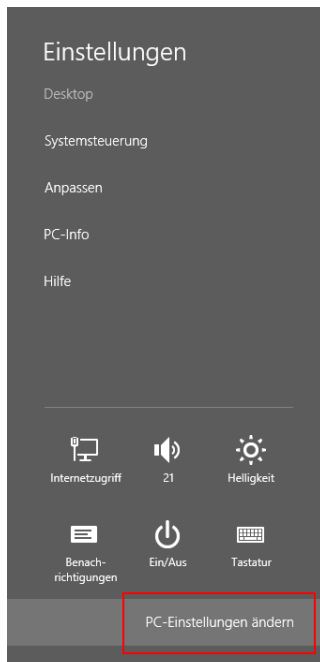 Einstellungen
Desktop
Systemsteuerung
Anpassen
PC-Info
Hilfe
Internetzugriff
21
Helligkeit
Benach-
richtigungen
Ein/Aus
Tastatur
PC-Einstellungen ändern